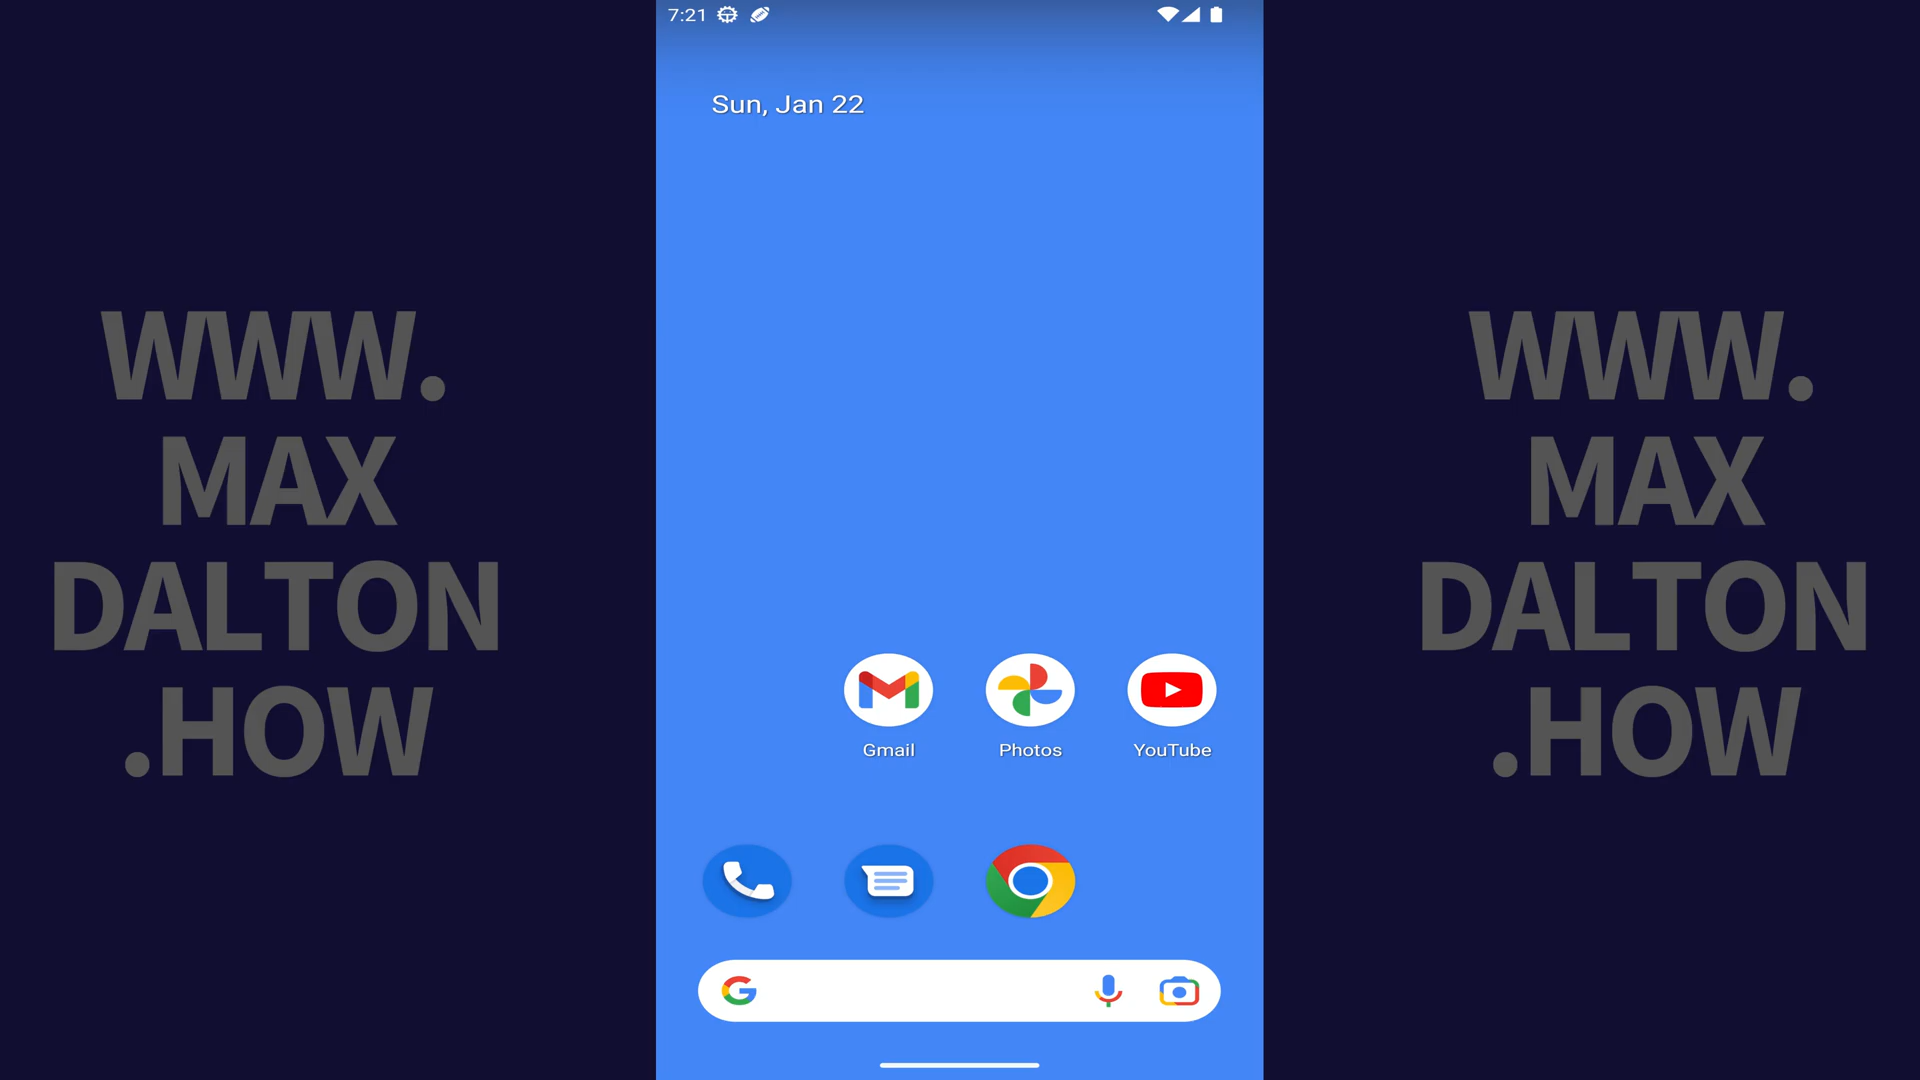 7:21
Sun, Jan 22
WWW.
MAX
DALTON
.HOW
Gmail
Photos
YouTube
WWW.
MAX
DALTON
.HOW